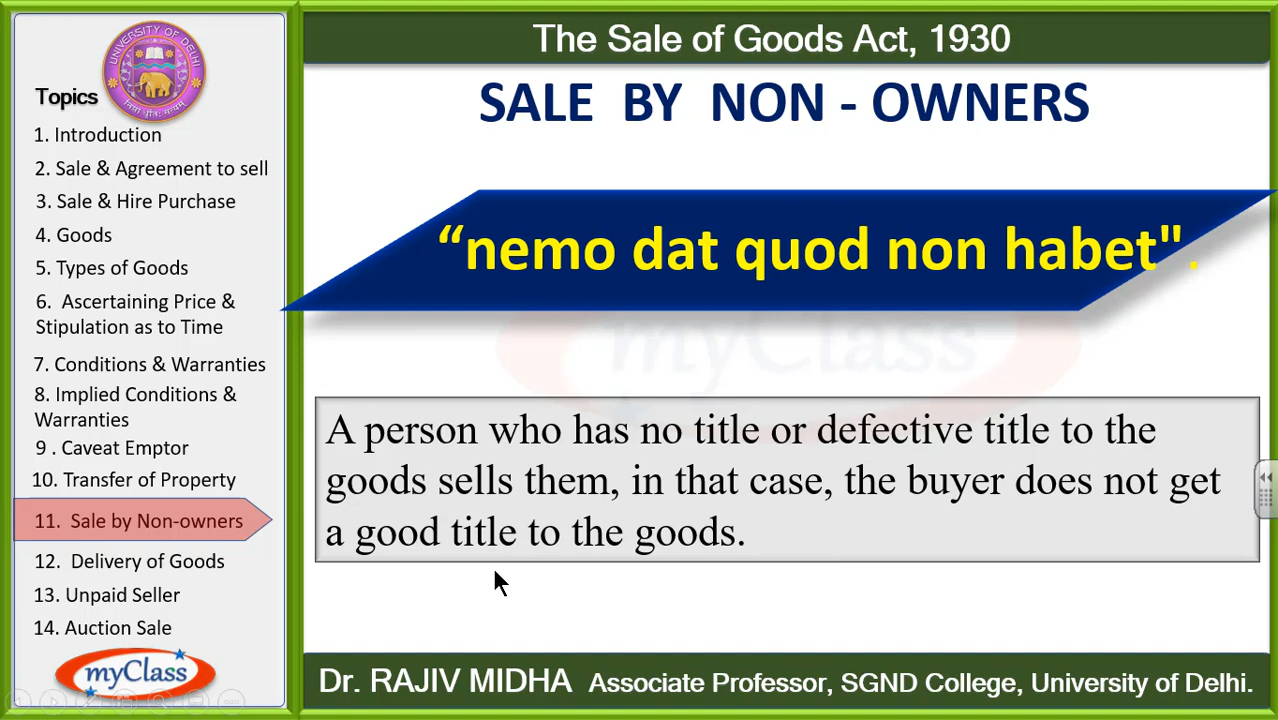 UNIVERSITY OF DELHI
Topics
1. Introduction
2. Sale & Agreement to sell
3. Sale & Hire Purchase
4. Goods
5. Types of Goods
6. Ascertaining Price &
Stipulation as to Time
7. Conditions & Warranties
8. Implied Conditions &
Warranties
9 . Caveat Emptor
10. Transfer of Property
11. Sale by Non-owners
12. Delivery of Goods
13. Unpaid Seller
14. Auction Sale
myClass
The Sale of Goods Act, 1930
SALE BY NON - OWNERS
“nemo dat quod non habet".
myClass
A person who has no title or defective title to the
goods sells them, in that case, the buyer does not get
a good title to the goods.
Dr. RAJIV MIDHA Associate Professor, SGND College, University of Delhi.